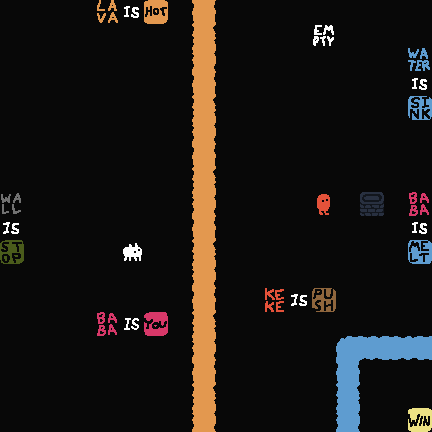 LAVA IS HOT
EMPTY
WATER
IS
SINK
WALL
IS
STOP
BABA
IS
MELT
KEKE IS PUSH
BABA IS YOU
WIN